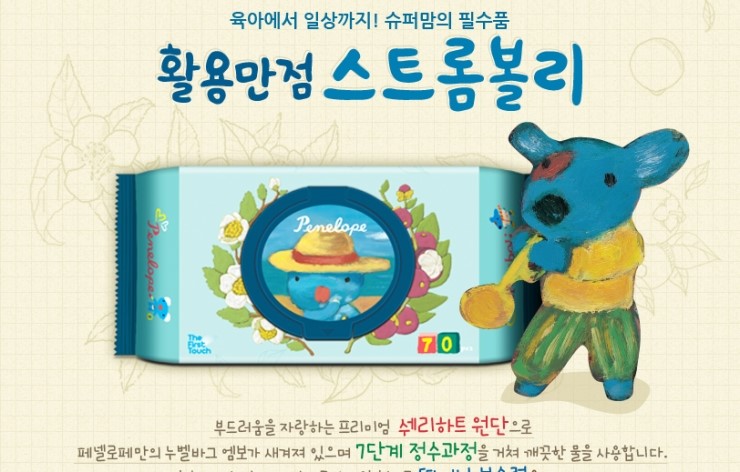 육아에서 일상까지! 슈퍼맘의 필수품
활용만점 스트롬볼리
Penelope
Penelope
The First Touch
70
부드러움을 자랑하는 프리미엄 쉐리하트 원단으로
페넬로페만의 누벨바그 엠보가 새겨져 있으며 7단계 정수과정을 거쳐 깨끗한 물을 사용합니다.